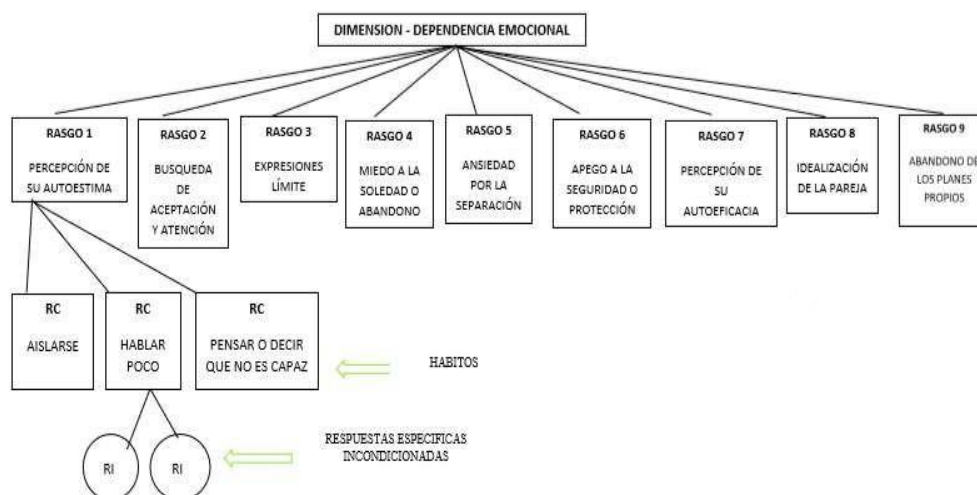 DIMENSION - DEPENDENCIA EMOCIONAL
RASGO 1
PERCEPCIÓN DE
SU AUTOESTIMA
RASGO 2
BUSQUEDA
DE
ACEPTACIÓN
Y ATENCIÓN
RASGO 3
EXPRESIONES
LÍMITE
RASGO 4
MIEDO A LA
SOLEDAD O
ABANDONO
RASGO 5
ANSIEDAD
POR LA
SEPARACIÓN
RASGO 6
APEGO A LA
SEGURIDAD O
PROTECCIÓN
RASGO 7
PERCEPCIÓN DE
SU
AUTOEFICACIA
RASGO 8
IDEALIZACIÓN
DE LA PAREJA
RASGO 9
ABANDONO DE
LOS PLANES
PROPIOS
RC
AISLARSE
RC
HABLAR
POCO
RC
PENSAR O DECIR
QUE NO ES CAPAZ
HABITOS
RI
RI
RESPUESTAS ESPECIFICAS
INCONDICIONADAS